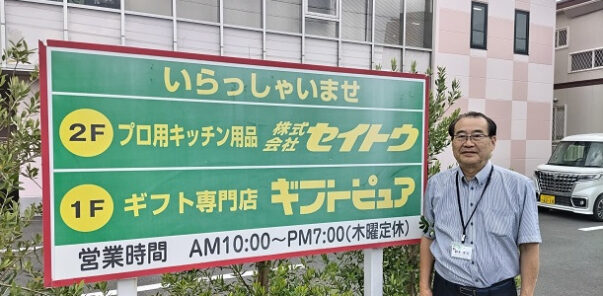 いらっしゃいませ
2F プロ用キッチン用品 株式会社 セイトウ
1F ギフト専門店 ギフトピュア
営業時間 AM10:00～PM7:00(木曜定休)